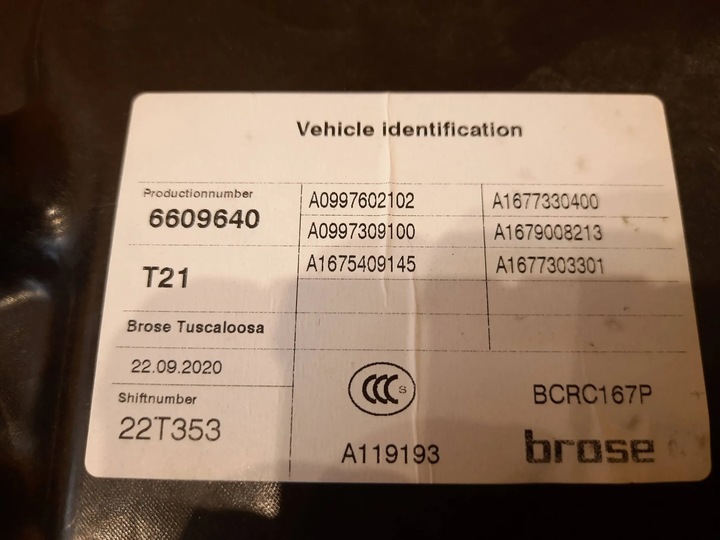 Vehicle identification
Productionnumber
6609640
A0997602102 A1677330400
A0997309100 A1679008213
T21
A1675409145 A1677303301
Brose Tuscaloosa
22.09.2020
Shiftnumber
22T353
CCC S
BCRC167P
A119193
brose